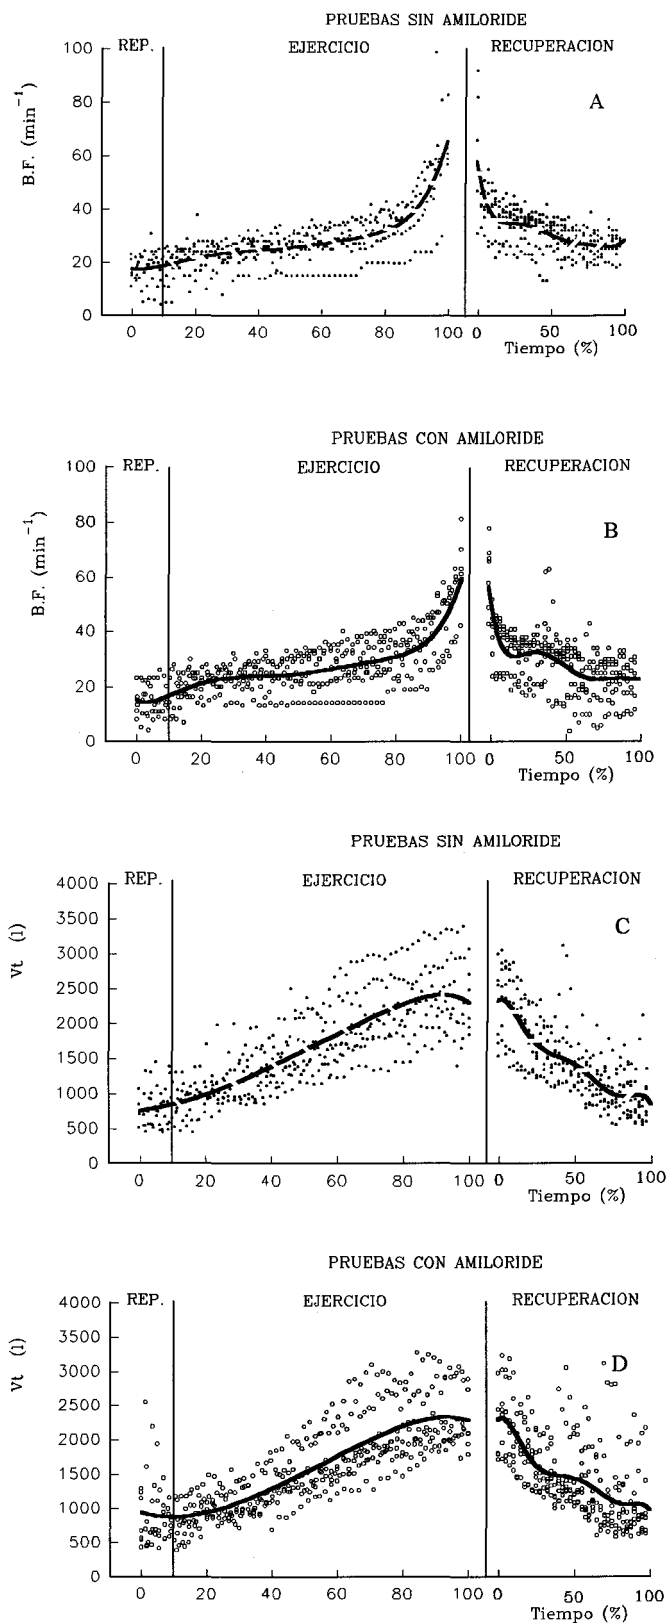 PRUEBAS SIN AMILORIDE
REP. EJERCICIO RECUPERACION
A
B.F. (min⁻¹)
100
80
60
40
20
0
0 20 40 60 80 100 0 50 100
Tiempo (%)
PRUEBAS CON AMILORIDE
REP. EJERCICIO RECUPERACION
B
B.F. (min⁻¹)
100
80
60
40
20
0
0 20 40 60 80 100 0 50 100
Tiempo (%)
PRUEBAS SIN AMILORIDE
REP. EJERCICIO RECUPERACION
C
Vt (l)
4000
3500
3000
2500
2000
1500
1000
500
0
0 20 40 60 80 100 0 50 100
Tiempo (%)
PRUEBAS CON AMILORIDE
REP. EJERCICIO RECUPERACION
D
Vt (l)
4000
3500
3000
2500
2000
1500
1000
500
0
0 20 40 60 80 100 0 50 100
Tiempo (%)